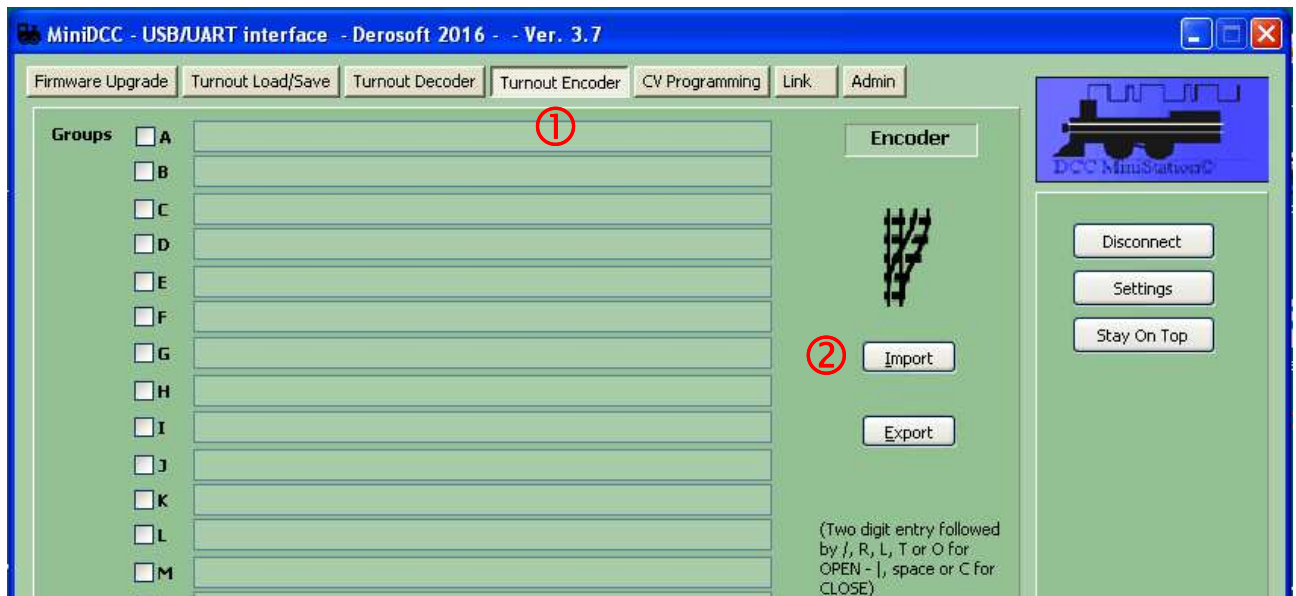 MiniDCC - USB/UART interface - Derosoft 2016 - - Ver. 3.7
Firmware Upgrade Turnout Load/Save Turnout Decoder Turnout Encoder CV Programming Link Admin
①
Groups A
B
C
D
E
F
G
H
I
J
K
L
M
Encoder
② Import
Export
(Two digit entry followed
by /, R, L, T or O for
OPEN - |, space or C for
CLOSE)
DCC MiniStation©
Disconnect
Settings
Stay On Top